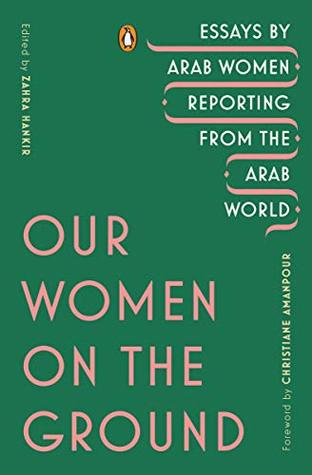 Edited by ZAHRA HANKIR
ESSAYS BY
ARAB WOMEN
REPORTING
FROM THE
ARAB
WORLD
OUR
WOMEN
ON THE
GROUND
Foreword by CHRISTIANE AMANPOUR